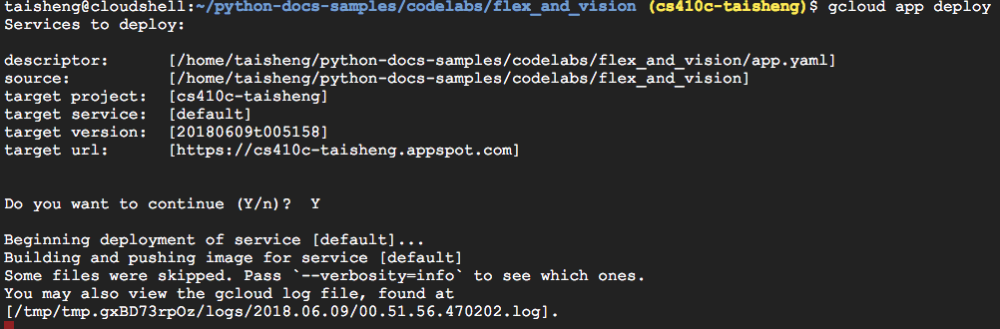 taisheng@cloudshell:~/python-docs-samples/codelabs/flex_and_vision (cs410c-taisheng)$ gcloud app deploy
Services to deploy:
descriptor:      [/home/taisheng/python-docs-samples/codelabs/flex_and_vision/app.yaml]
source:          [/home/taisheng/python-docs-samples/codelabs/flex_and_vision]
target project:  [cs410c-taisheng]
target service:  [default]
target version:  [20180609t005158]
target url:      [https://cs410c-taisheng.appspot.com]
Do you want to continue (Y/n)?  Y
Beginning deployment of service [default]...
Building and pushing image for service [default]
Some files were skipped. Pass `--verbosity=info` to see which ones.
You may also view the gcloud log file, found at
[/tmp/tmp.gxBD73rpOz/logs/2018.06.09/00.51.56.470202.log].